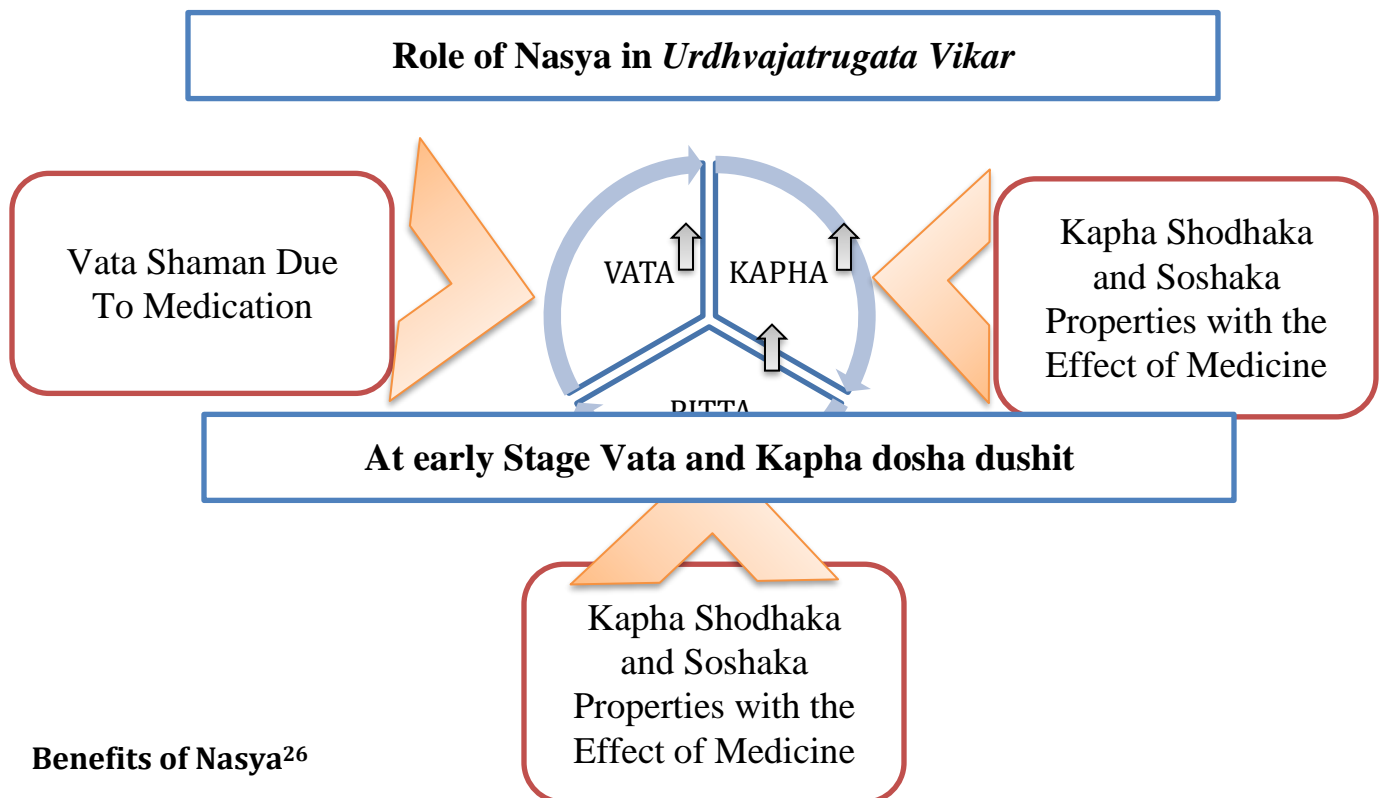 Role of Nasya in Urdhvajatrugata Vikar
Vata Shaman Due
To Medication
VATA
KAPHA
Kapha Shodhaka
and Soshaka
Properties with the
Effect of Medicine
PITTA
At early Stage Vata and Kapha dosha dushit
Kapha Shodhaka
and Soshaka
Properties with the
Effect of Medicine
Benefits of Nasya26